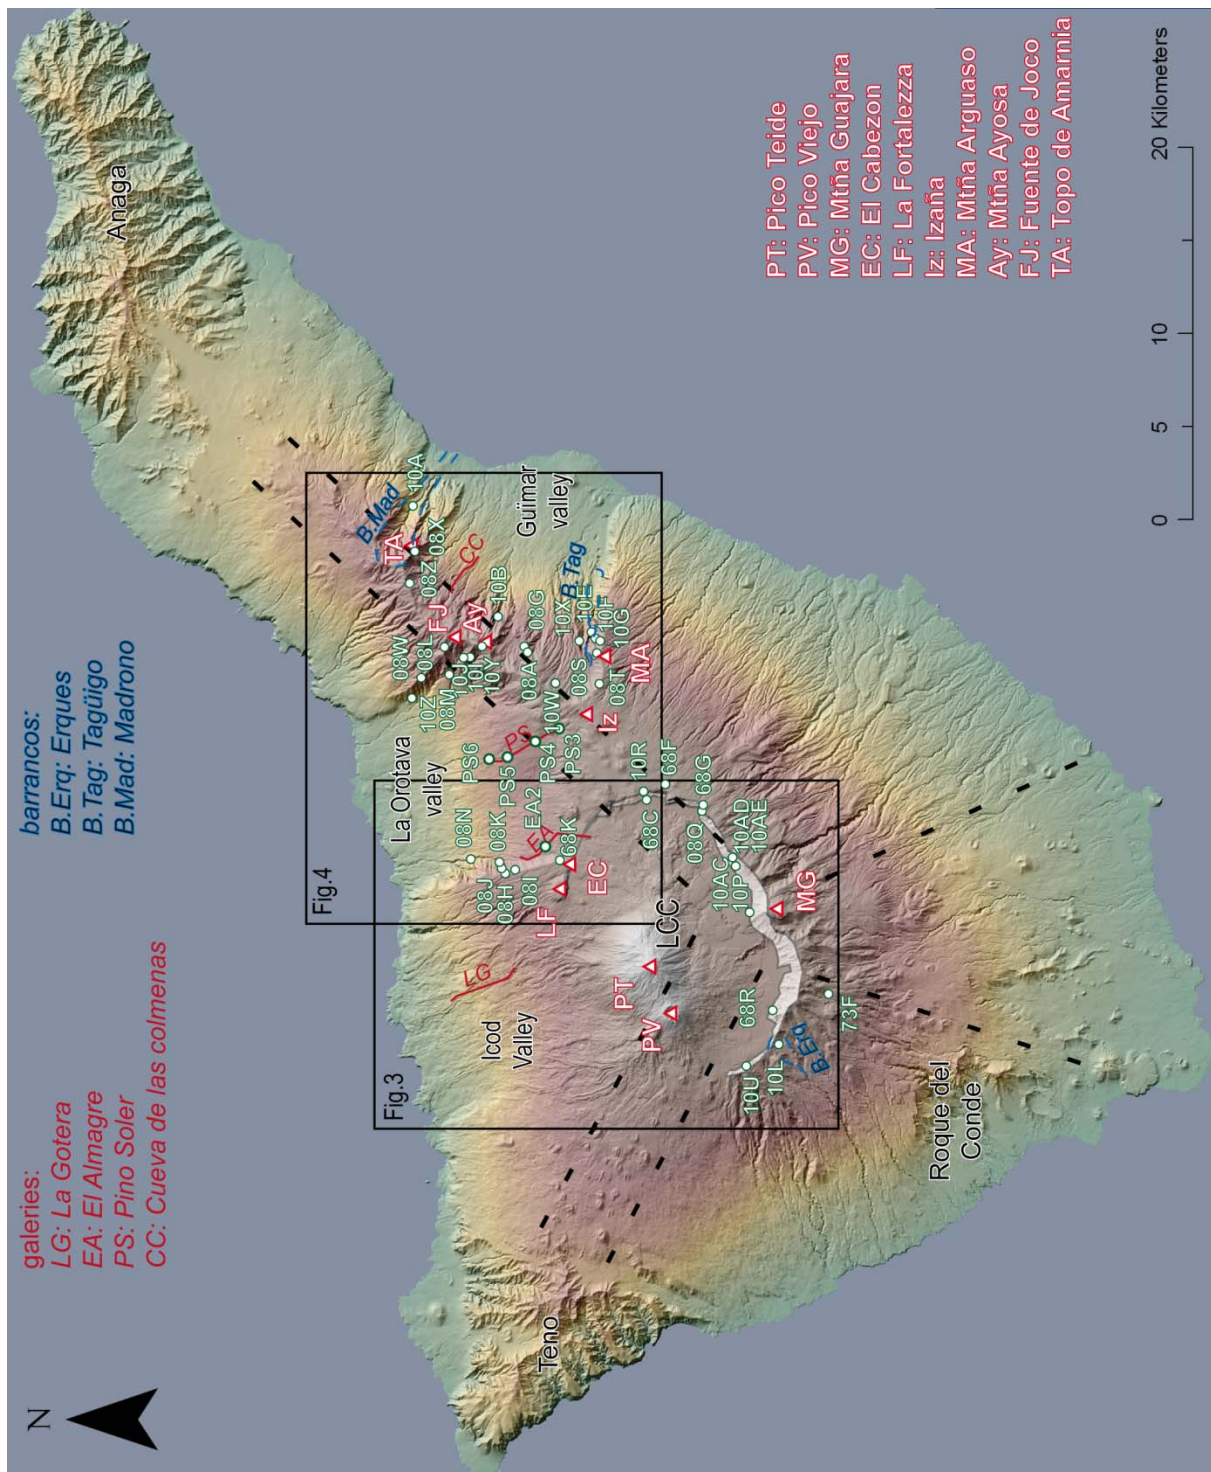 N
galeries:
LG: La Gotera
EA: El Almagre
PS: Pino Soler
CC: Cueva de las colmenas
barrancos:
B.Erq: Erques
B.Tag: Tagüigo
B.Mad: Madrono
Anaga
Teno
Icod
Valley
La Orotava
valley
Güimar
valley
Roque del
Conde
LCC
Fig.3
Fig.4
LG
EA
PS
CC
B.Mad
B.Tag
B.Erq
TA
FJ
Ay
MA
Iz
EC
LF
PT
PV
MG
10A
08X
08Z
08W
08L
10Z
08M
10J
10I
10Y
10B
08G
08A
10X
10E
10F
10G
08S
08T
10W
PS3
PS4
PS5
PS6
EA2
68K
08N
08K
08J
08H
08I
10R
68F
68C
68G
08Q
10AD
10AE
10AC
10P
68R
73F
10L
10U
PT: Pico Teide
PV: Pico Viejo
MG: Mtña Guajara
EC: El Cabezon
LF: La Fortalezza
Iz: Izaña
MA: Mtña Arguaso
Ay: Mtña Ayosa
FJ: Fuente de Joco
TA: Topo de Amarnia
0 5 10 20 Kilometers